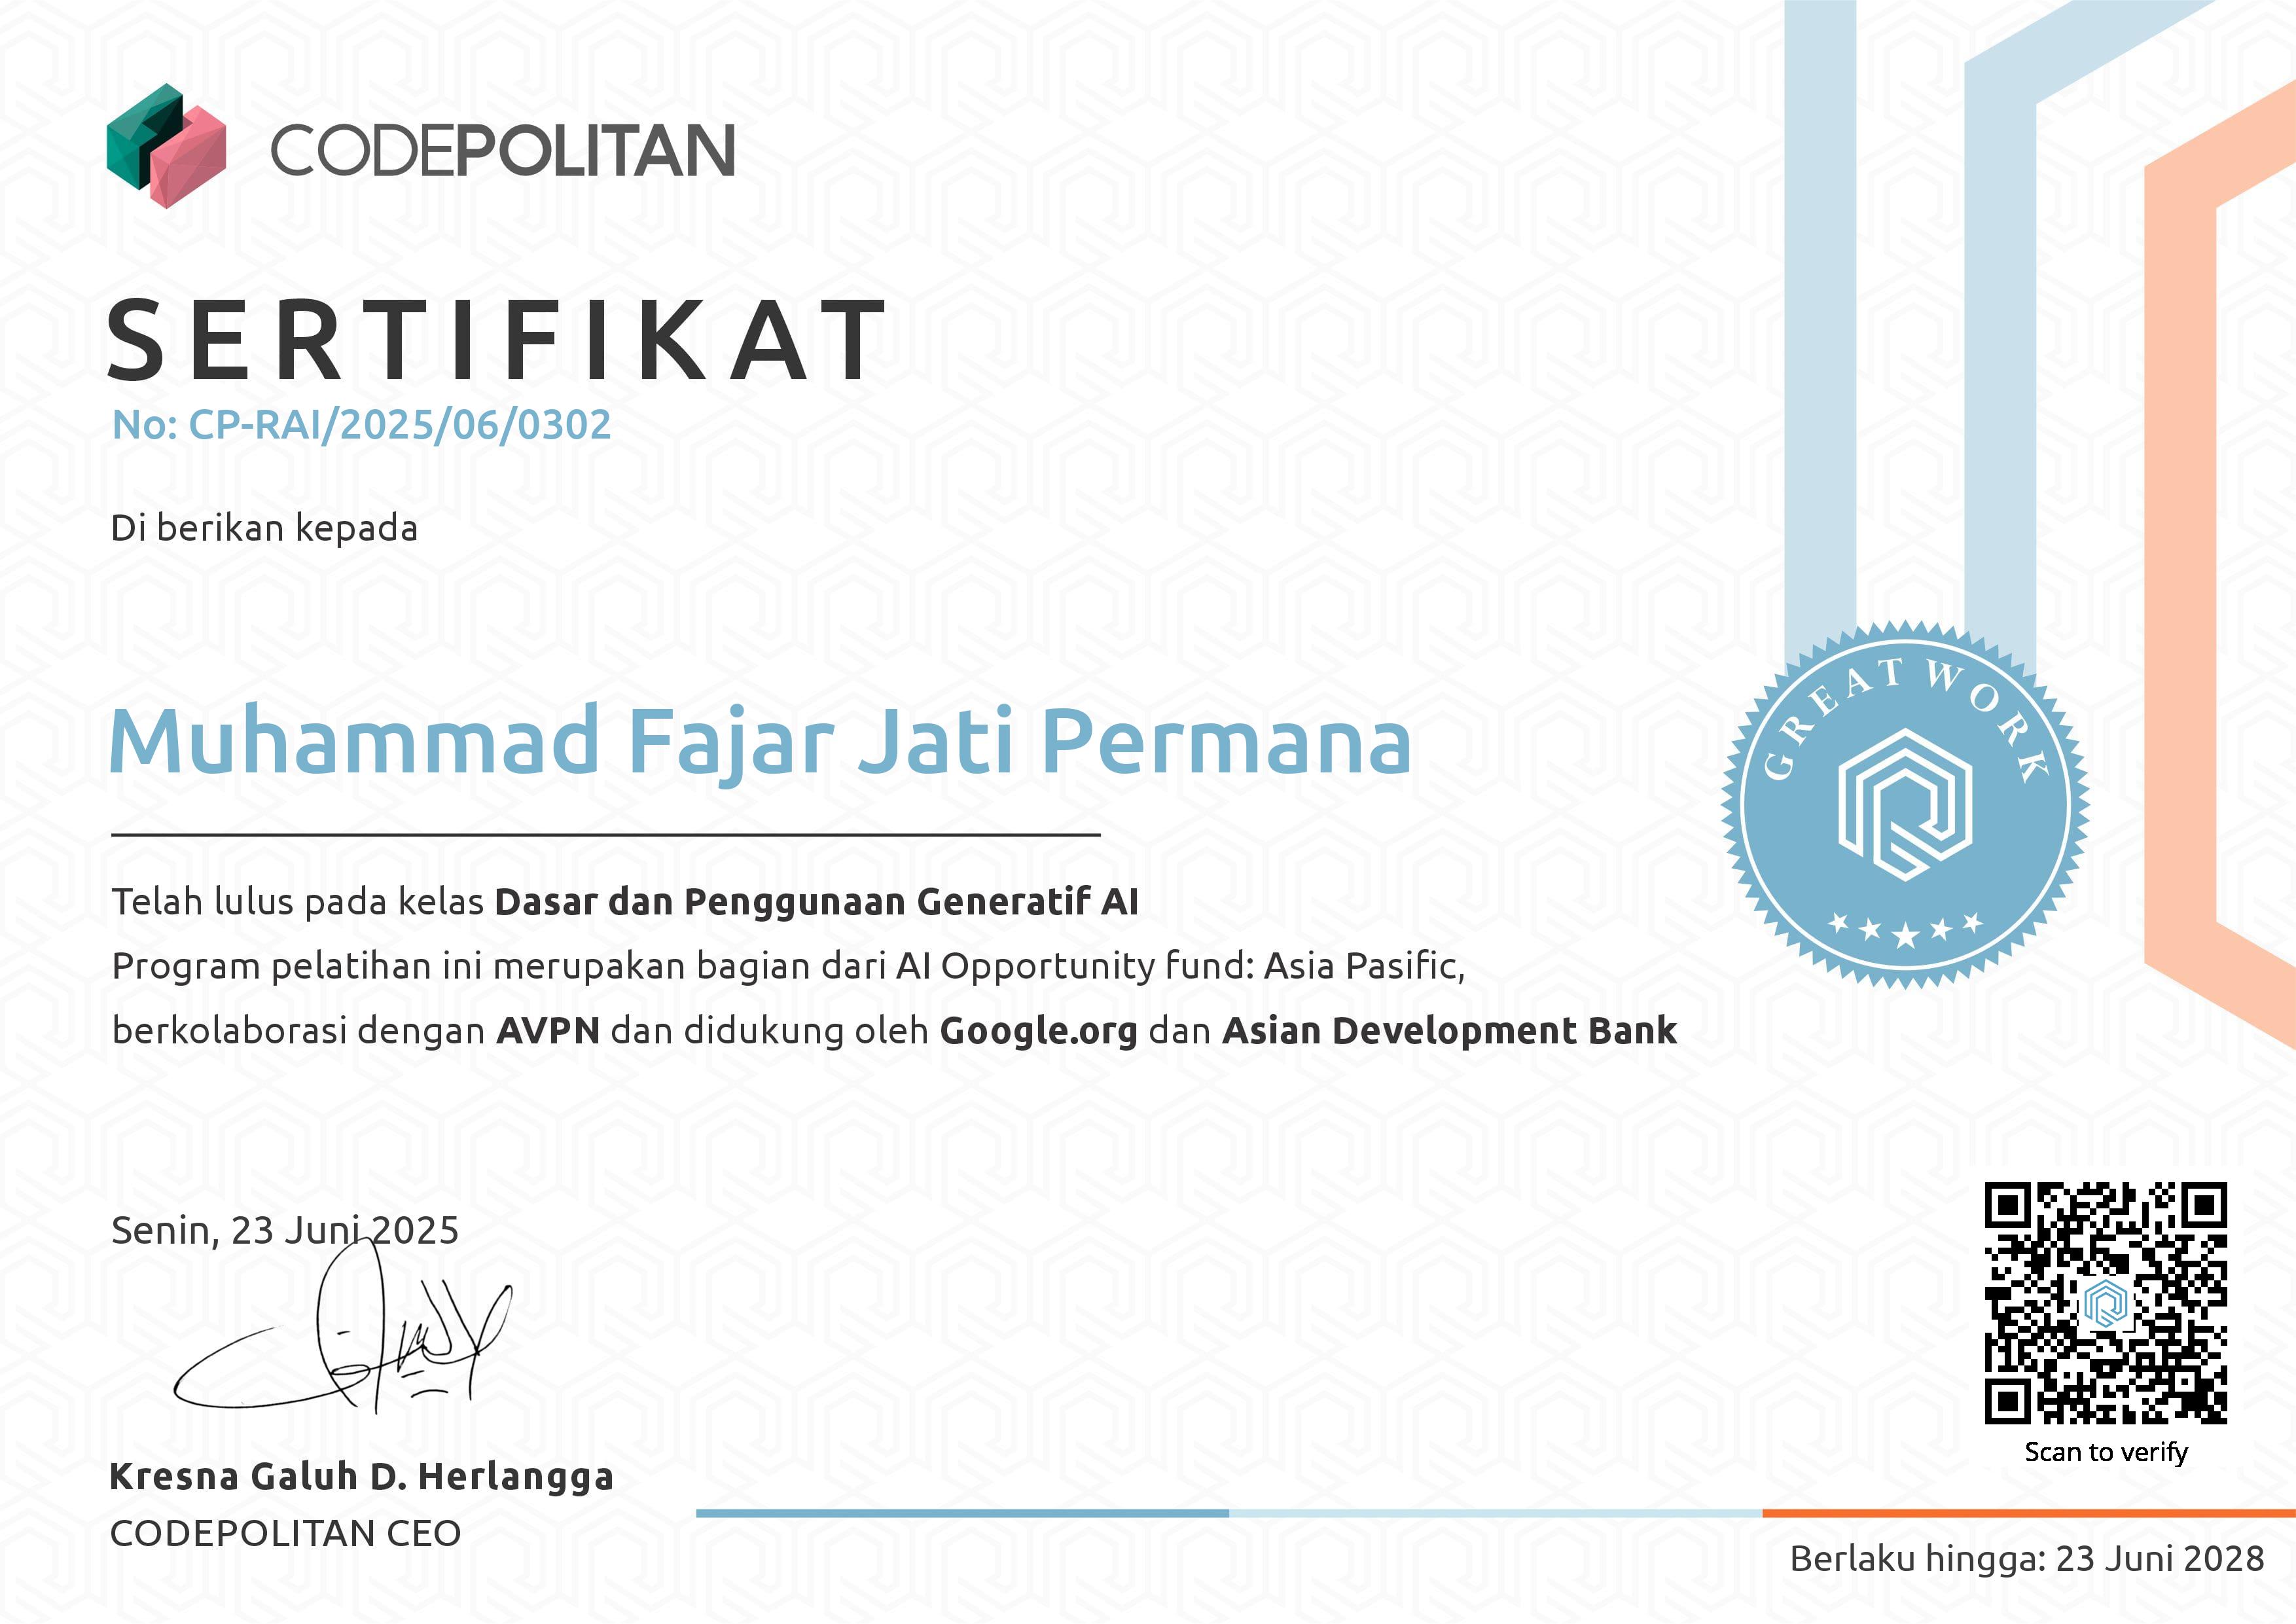 CODEPOLITAN
SERTIFIKAT
No: CP-RAI/2025/06/0302
Di berikan kepada
Muhammad Fajar Jati Permana
GREAT WORK
Telah lulus pada kelas Dasar dan Penggunaan Generatif AI
Program pelatihan ini merupakan bagian dari AI Opportunity fund: Asia Pasific,
berkolaborasi dengan AVPN dan didukung oleh Google.org dan Asian Development Bank
Senin, 23 Juni 2025
Kresna Galuh D. Herlangga
CODEPOLITAN CEO
Scan to verify
Berlaku hingga: 23 Juni 2028